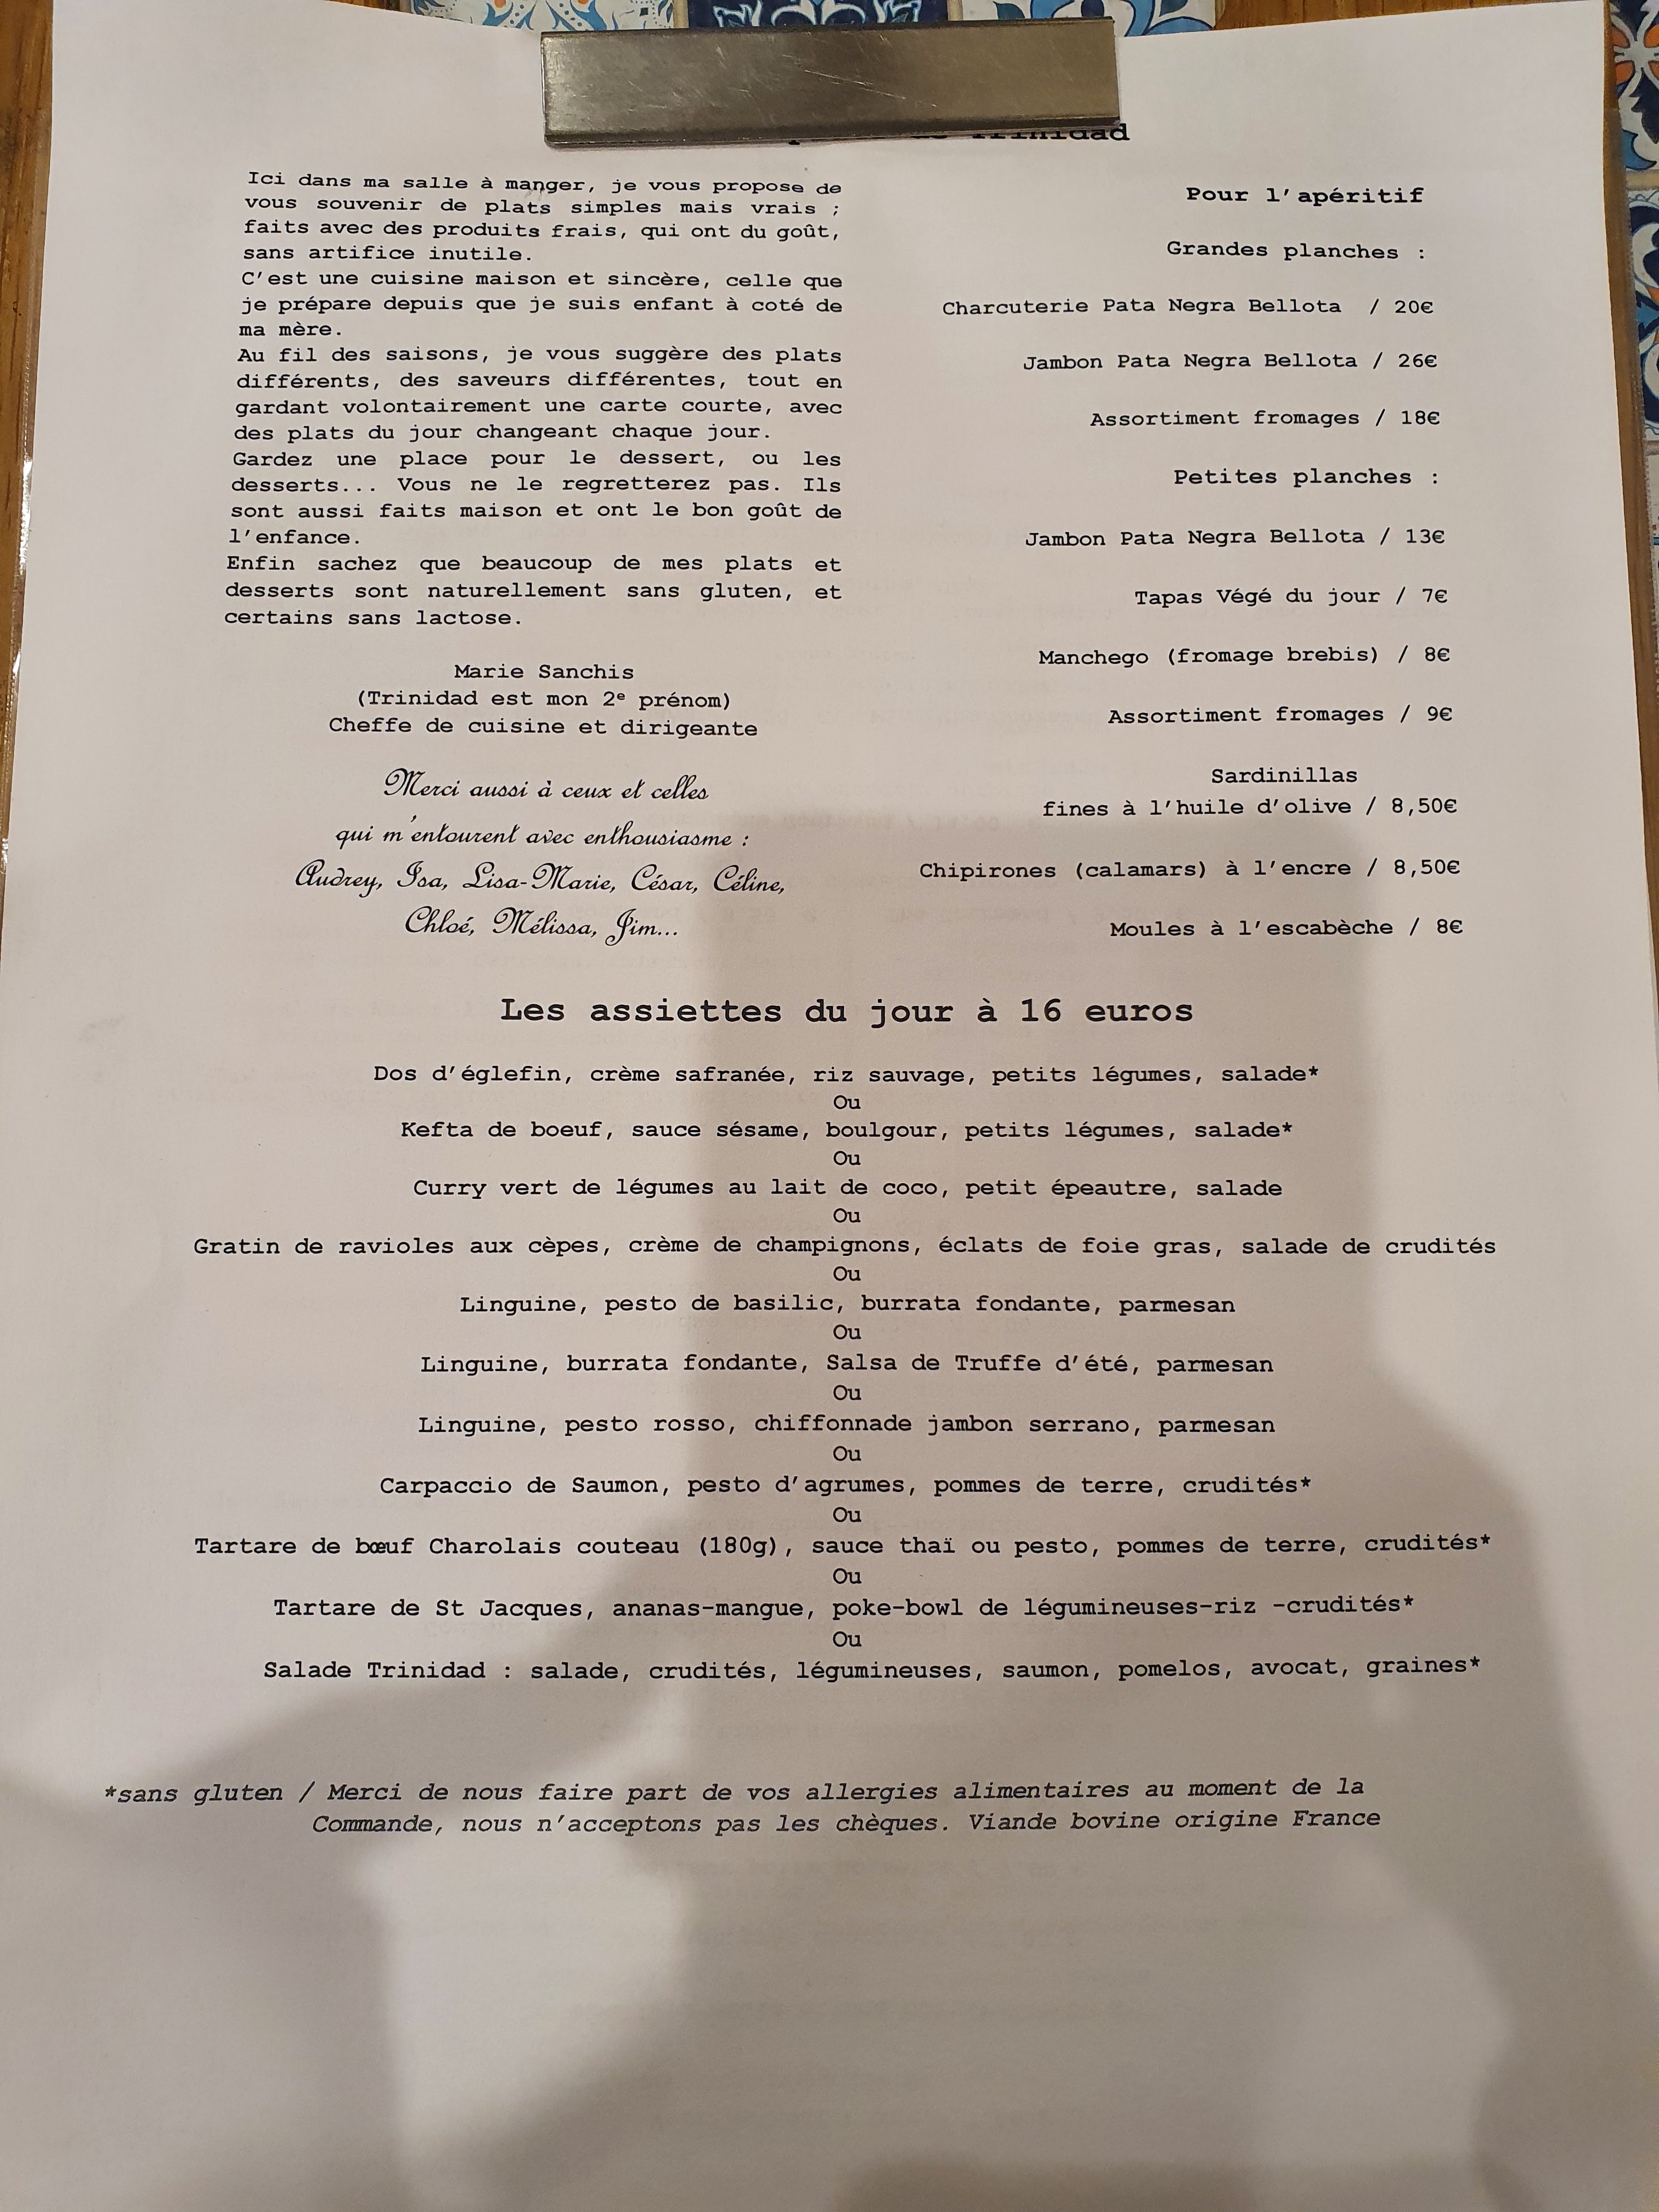 Trinidad
Ici dans ma salle à manger, je vous propose de
vous souvenir de plats simples mais vrais ;
faits avec des produits frais, qui ont du goût,
sans artifice inutile.
C'est une cuisine maison et sincère, celle que
je prépare depuis que je suis enfant à coté de
ma mère.
Au fil des saisons, je vous suggère des plats
différents, des saveurs différentes, tout en
gardant volontairement une carte courte, avec
des plats du jour changeant chaque jour.
Gardez une place pour le dessert, ou les
desserts... Vous ne le regretterez pas. Ils
sont aussi faits maison et ont le bon goût de
l'enfance.
Enfin sachez que beaucoup de mes plats et
desserts sont naturellement sans gluten, et
certains sans lactose.
Marie Sanchis
(Trinidad est mon 2e prénom)
Cheffe de cuisine et dirigeante
Merci aussi à ceux et celles
qui m'entourent avec enthousiasme :
Audrey, Isa, Lisa-Marie, César, Céline,
Chloé, Mélissa, Jim...
Pour l'apéritif
Grandes planches :
Charcuterie Pata Negra Bellota / 20€
Jambon Pata Negra Bellota / 26€
Assortiment fromages / 18€
Petites planches :
Jambon Pata Negra Bellota / 13€
Tapas Végé du jour / 7€
Manchego (fromage brebis) / 8€
Assortiment fromages / 9€
Sardinillas
fines à l'huile d'olive / 8,50€
Chipirones (calamars) à l'encre / 8,50€
Moules à l'escabèche / 8€
Les assiettes du jour à 16 euros
Dos d'églefin, crème safranée, riz sauvage, petits légumes, salade*
Ou
Kefta de boeuf, sauce sésame, boulgour, petits légumes, salade*
Ou
Curry vert de légumes au lait de coco, petit épeautre, salade
Ou
Gratin de ravioles aux cèpes, crème de champignons, éclats de foie gras, salade de crudités
Ou
Linguine, pesto de basilic, burrata fondante, parmesan
Ou
Linguine, burrata fondante, Salsa de Truffe d'été, parmesan
Ou
Linguine, pesto rosso, chiffonnade jambon serrano, parmesan
Ou
Carpaccio de Saumon, pesto d'agrumes, pommes de terre, crudités*
Ou
Tartare de bœuf Charolais couteau (180g), sauce thaï ou pesto, pommes de terre, crudités*
Ou
Tartare de St Jacques, ananas-mangue, poke-bowl de légumineuses-riz -crudités*
Ou
Salade Trinidad : salade, crudités, légumineuses, saumon, pomelos, avocat, graines*
*sans gluten / Merci de nous faire part de vos allergies alimentaires au moment de la
Commande, nous n'acceptons pas les chèques. Viande bovine origine France